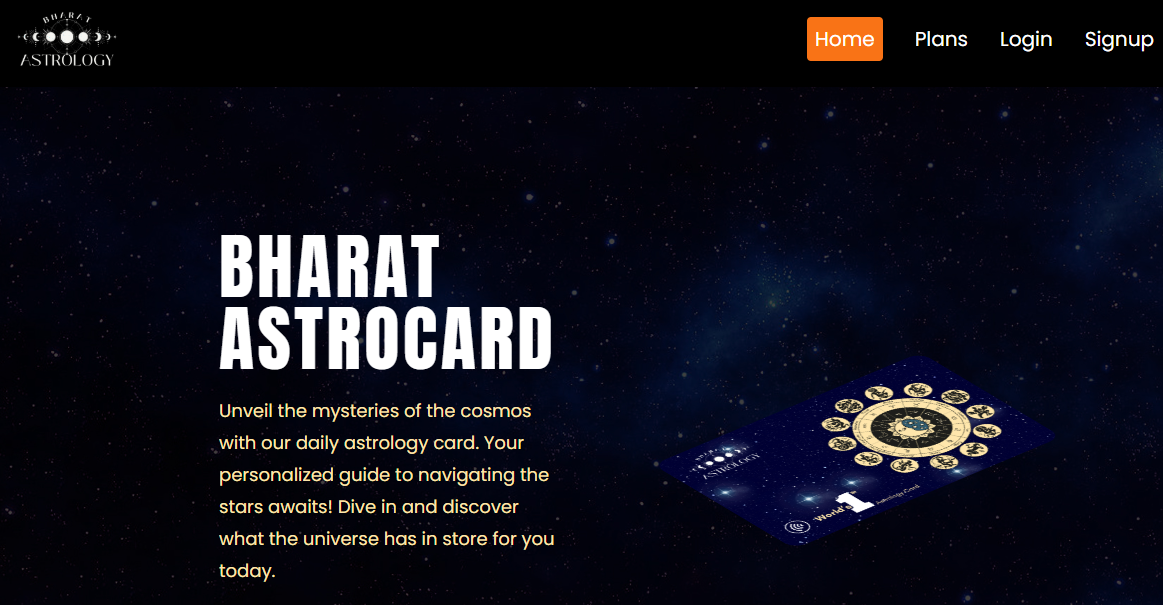 BHARAT
ASTROLOGY
Home Plans Login Signup
BHARAT
ASTROCARD
Unveil the mysteries of the cosmos
with our daily astrology card. Your
personalized guide to navigating the
stars awaits! Dive in and discover
what the universe has in store for you
today.
ASTROLOGY
World's 1 Astrology Card